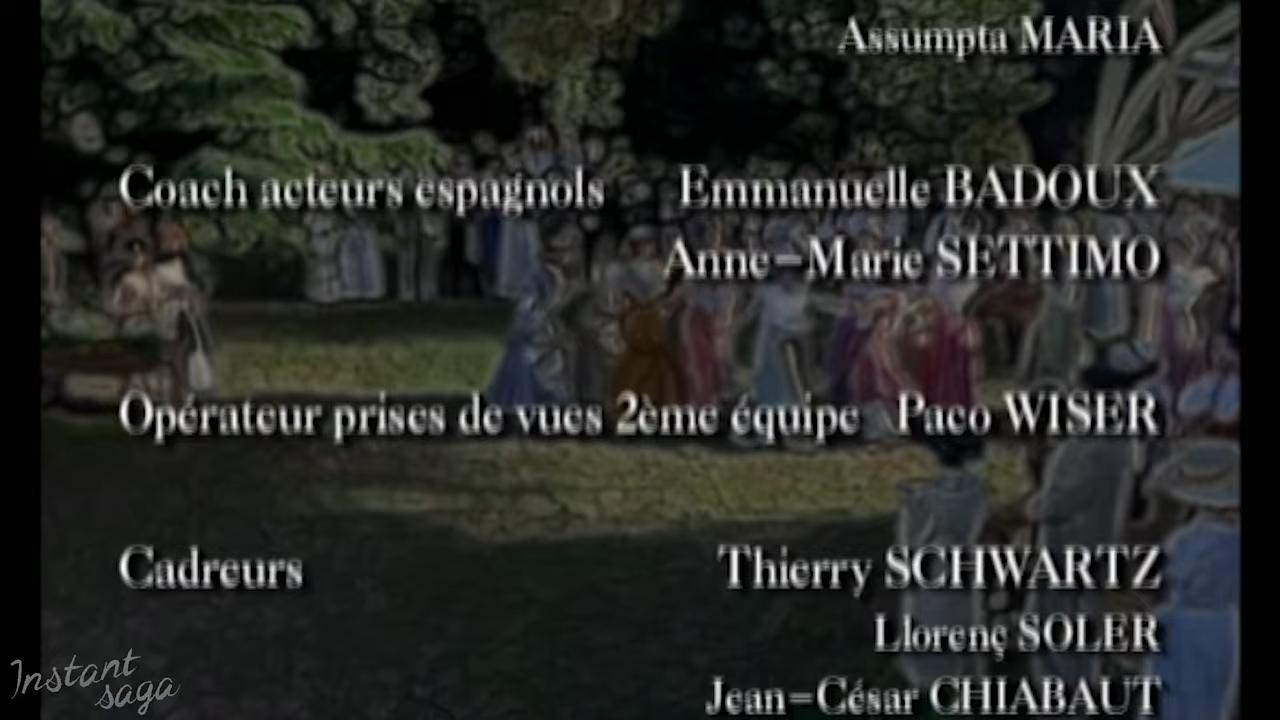 Assumpta MARIA
Coach acteurs espagnols Emmanuelle BADOUX
Anne-Marie SETTIMO
Opérateur prises de vues 2ème équipe Paco WISER
Cadreurs Thierry SCHWARTZ
Llorenç SOLER
Jean-César CHIABAUT
Instant
saga